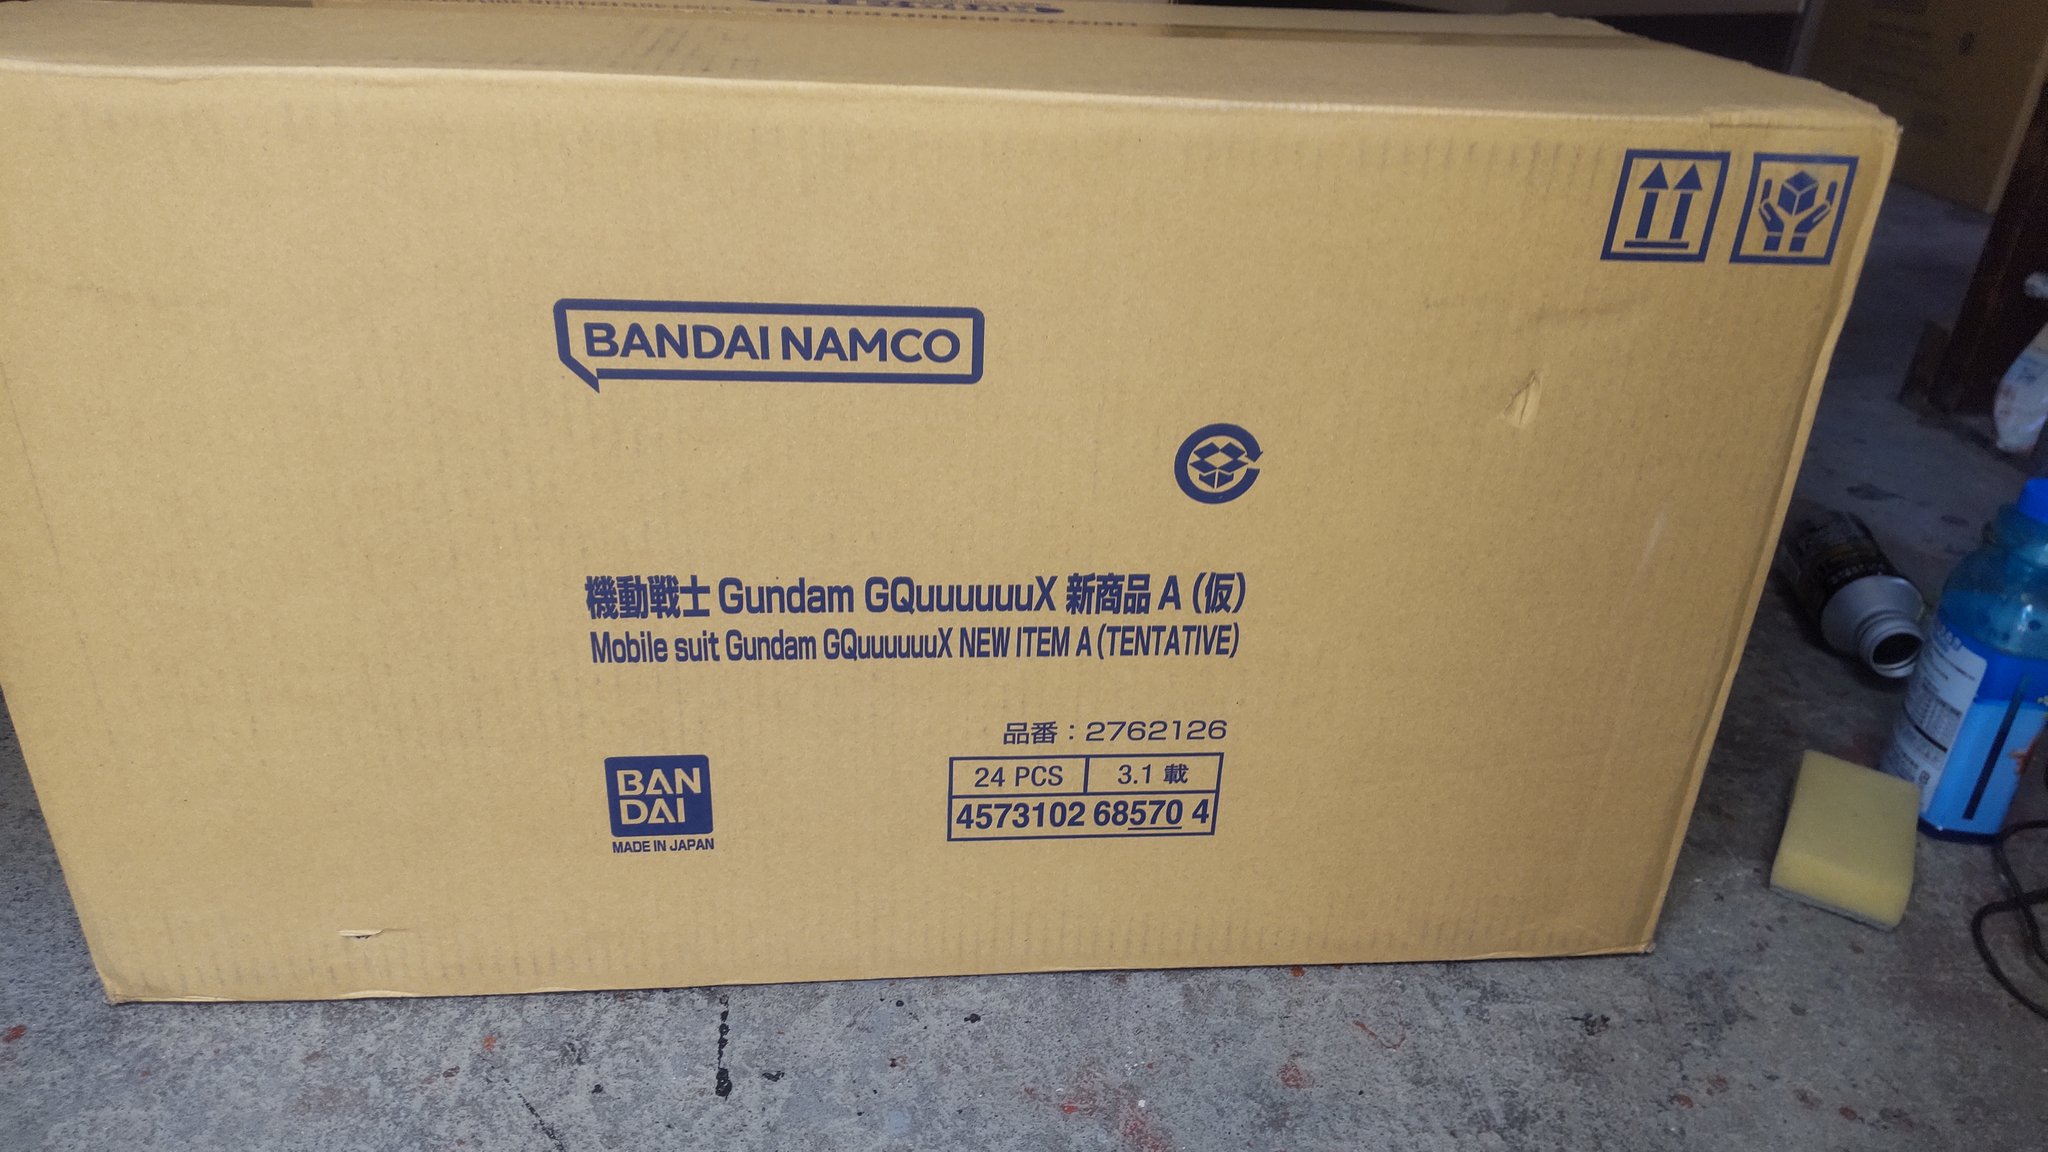 BANDAI NAMCO
機動戦士 Gundam GQuuuuuuX 新商品 A (仮)
Mobile suit Gundam GQuuuuuuX NEW ITEM A (TENTATIVE)
品番：2762126
24 PCS 3.1 載
4573102 68570 4
BAN
DAI
MADE IN JAPAN